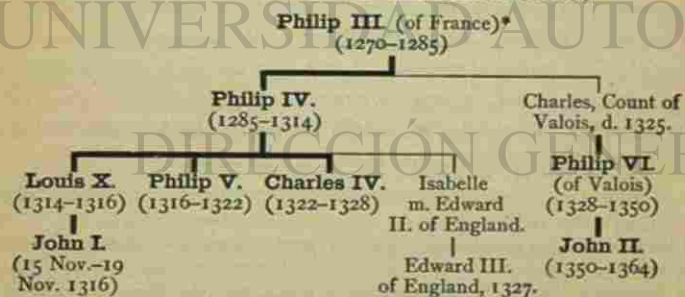 UNIVERSIDAD AUTÓ
Philip III. (of France)*
(1270–1285)
Philip IV.
(1285–1314)
Charles, Count of
Valois, d. 1325.
DIRECCIÓN GENER
Louis X.
(1314–1316)
Philip V.
(1316–1322)
Charles IV.
(1322–1328)
Isabelle
m. Edward
II. of England.
Philip VI.
(of Valois)
(1328–1350)
John I.
(15 Nov.–19
Nov. 1316)
Edward III.
of England, 1327.
John II.
(1350–1364)